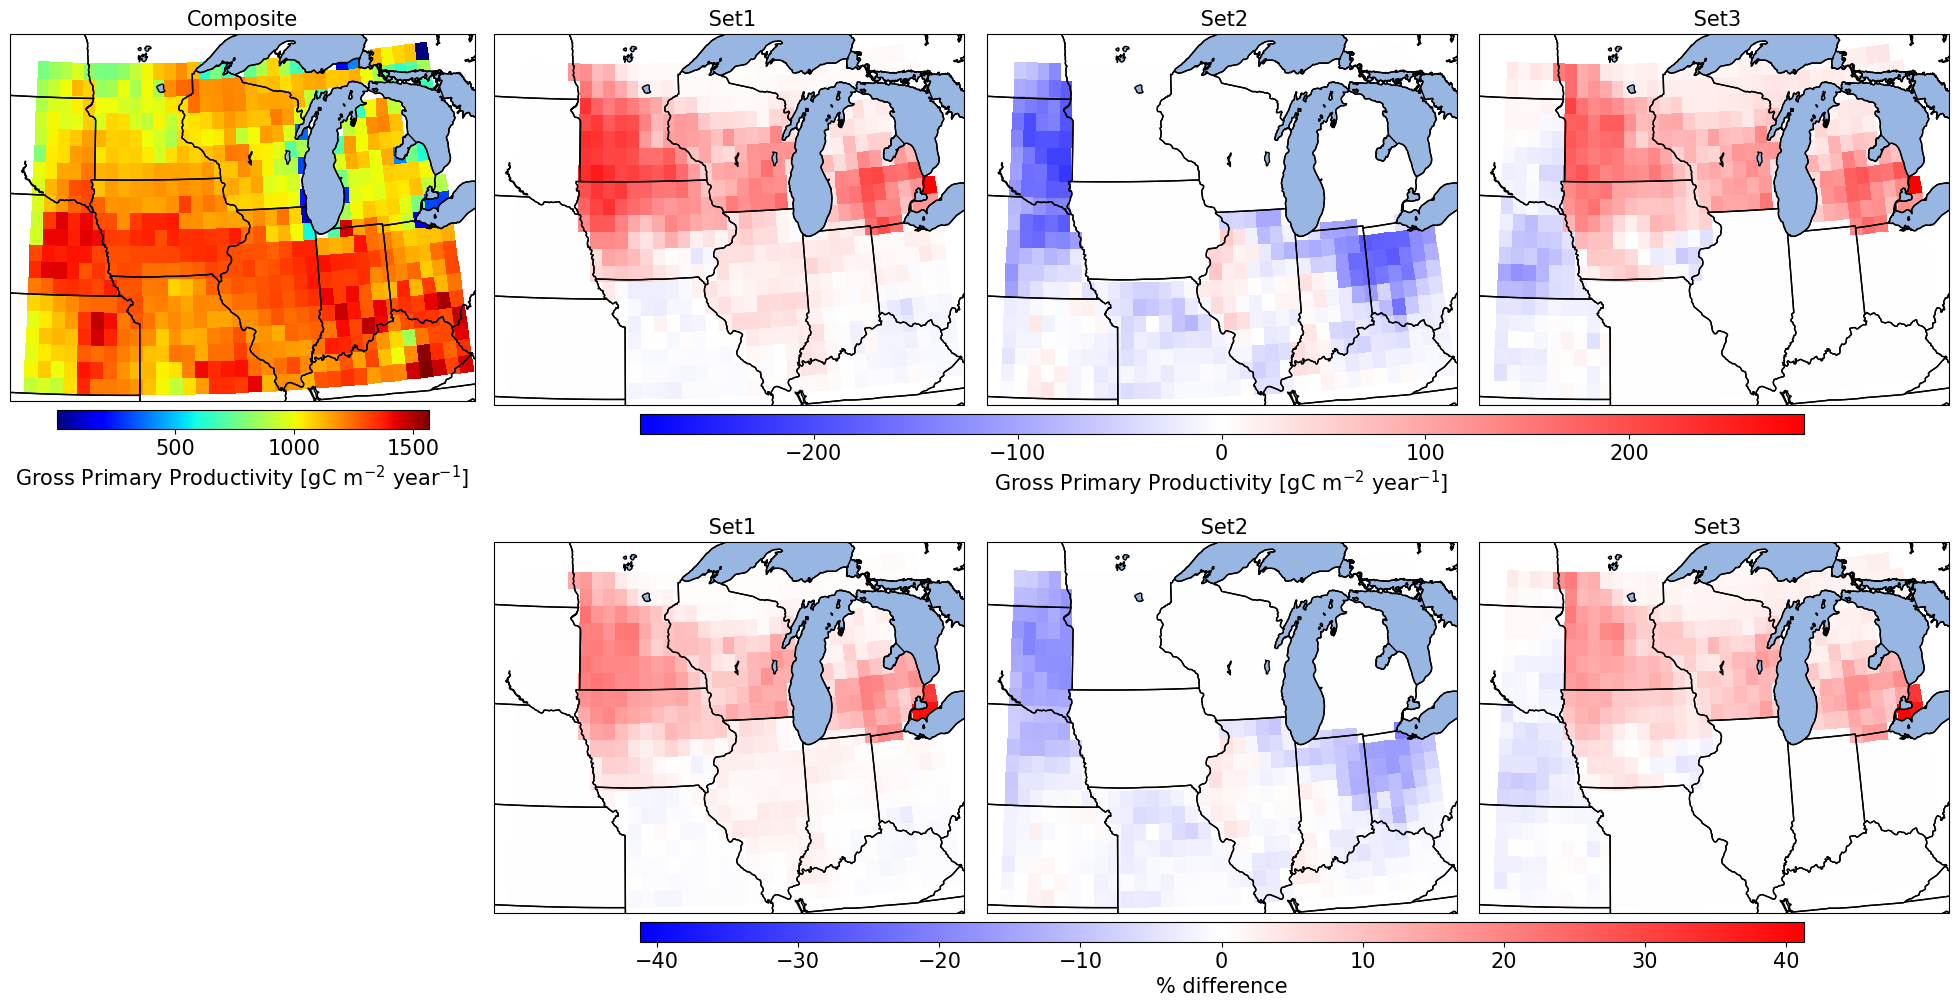 Composite
Set1
Set2
Set3
500 1000 1500
Gross Primary Productivity [gC m⁻² year⁻¹]
−200 −100 0 100 200
Gross Primary Productivity [gC m⁻² year⁻¹]
Set1
Set2
Set3
−40 −30 −20 −10 0 10 20 30 40
% difference